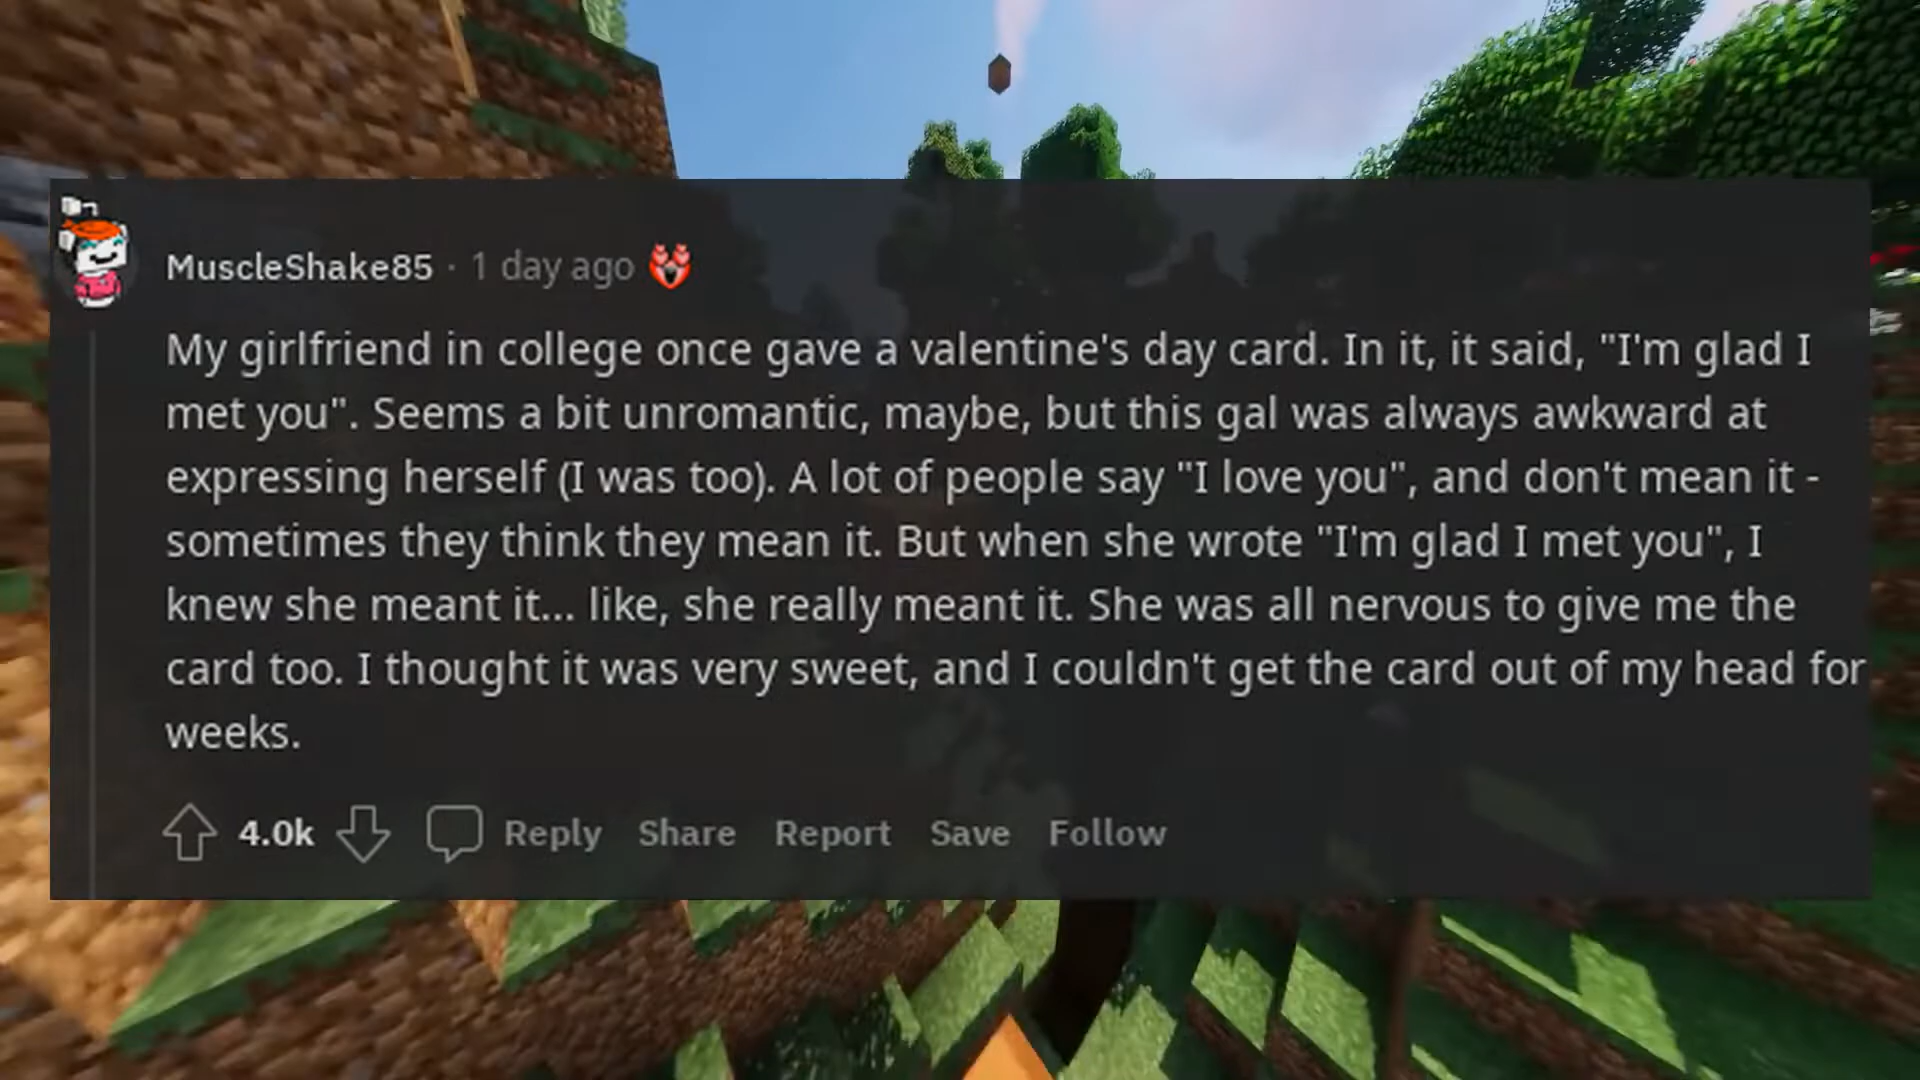 MuscleShake85 · 1 day ago
My girlfriend in college once gave a valentine's day card. In it, it said, "I'm glad I
met you". Seems a bit unromantic, maybe, but this gal was always awkward at
expressing herself (I was too). A lot of people say "I love you", and don't mean it -
sometimes they think they mean it. But when she wrote "I'm glad I met you", I
knew she meant it... like, she really meant it. She was all nervous to give me the
card too. I thought it was very sweet, and I couldn't get the card out of my head for
weeks.
4.0k Reply Share Report Save Follow